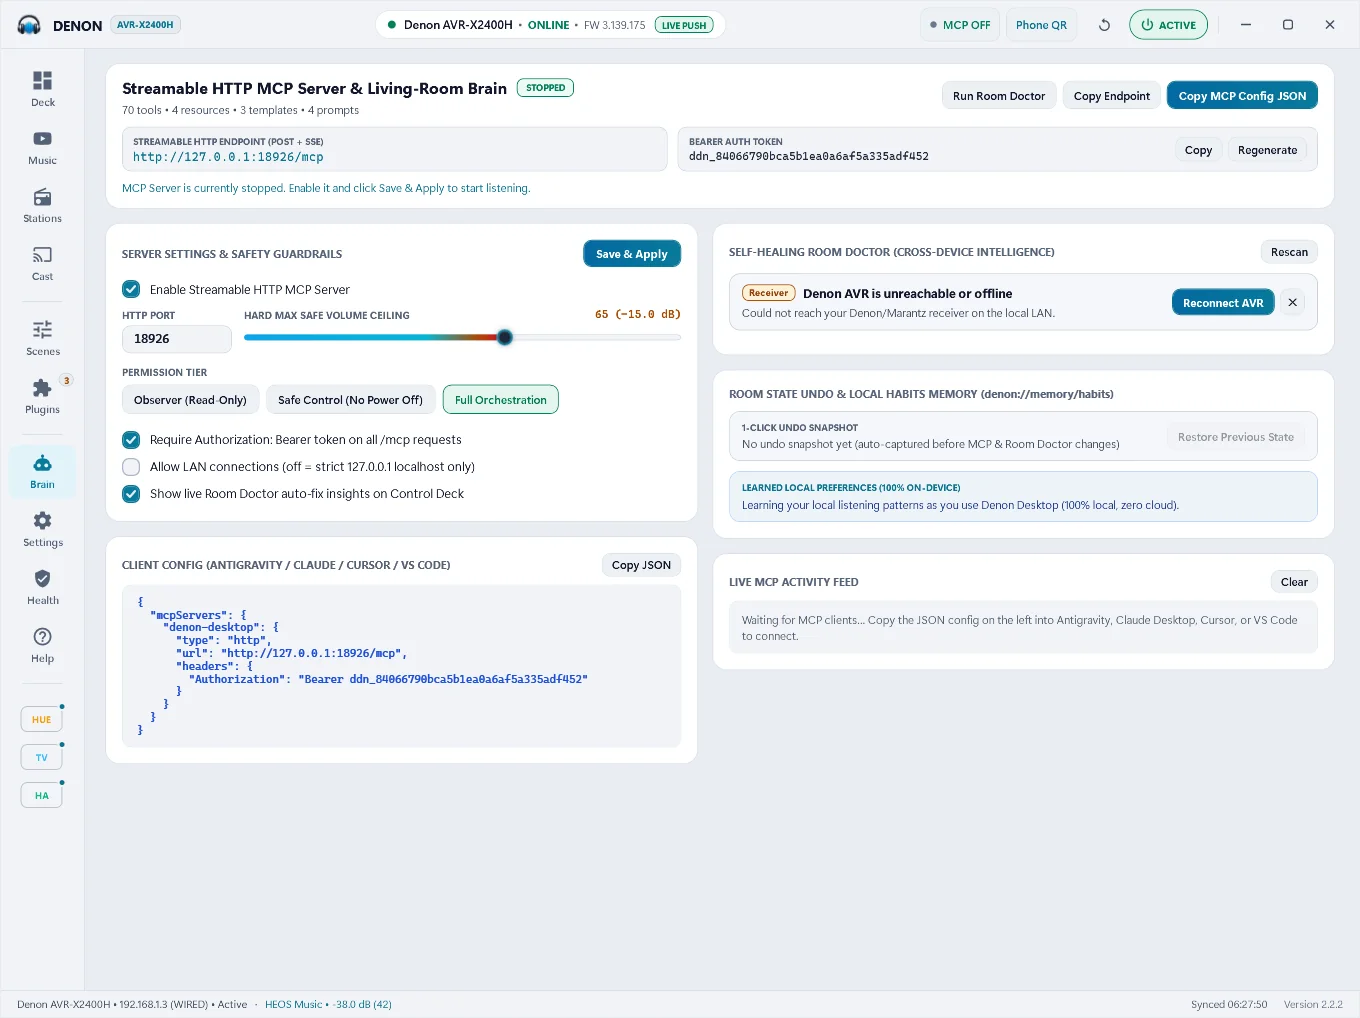 DENON AVR-X2400H
Denon AVR-X2400H • ONLINE • FW 3.139.175 LIVE PUSH
MCP OFF
Phone QR
ACTIVE
Deck
Music
Stations
Cast
Scenes
3
Plugins
Brain
Settings
Health
Help
HUE
TV
HA
Streamable HTTP MCP Server & Living-Room Brain STOPPED
70 tools • 4 resources • 3 templates • 4 prompts
Run Room Doctor
Copy Endpoint
Copy MCP Config JSON
STREAMABLE HTTP ENDPOINT (POST + SSE)
http://127.0.0.1:18926/mcp
BEARER AUTH TOKEN
ddn_84066790bca5b1ea0a6af5a335adf452
Copy
Regenerate
MCP Server is currently stopped. Enable it and click Save & Apply to start listening.
SERVER SETTINGS & SAFETY GUARDRAILS
Save & Apply
Enable Streamable HTTP MCP Server
HTTP PORT
18926
HARD MAX SAFE VOLUME CEILING
65 (-15.0 dB)
PERMISSION TIER
Observer (Read-Only)
Safe Control (No Power Off)
Full Orchestration
Require Authorization: Bearer token on all /mcp requests
Allow LAN connections (off = strict 127.0.0.1 localhost only)
Show live Room Doctor auto-fix insights on Control Deck
CLIENT CONFIG (ANTIGRAVITY / CLAUDE / CURSOR / VS CODE)
Copy JSON
{
"mcpServers": {
"denon-desktop": {
"type": "http",
"url": "http://127.0.0.1:18926/mcp",
"headers": {
"Authorization": "Bearer ddn_84066790bca5b1ea0a6af5a335adf452"
}
}
}
}
SELF-HEALING ROOM DOCTOR (CROSS-DEVICE INTELLIGENCE)
Rescan
Receiver Denon AVR is unreachable or offline
Could not reach your Denon/Marantz receiver on the local LAN.
Reconnect AVR
ROOM STATE UNDO & LOCAL HABITS MEMORY (denon://memory/habits)
1-CLICK UNDO SNAPSHOT
No undo snapshot yet (auto-captured before MCP & Room Doctor changes)
Restore Previous State
LEARNED LOCAL PREFERENCES (100% ON-DEVICE)
Learning your local listening patterns as you use Denon Desktop (100% local, zero cloud).
LIVE MCP ACTIVITY FEED
Clear
Waiting for MCP clients... Copy the JSON config on the left into Antigravity, Claude Desktop, Cursor, or VS Code
to connect.
Denon AVR-X2400H • 192.168.1.3 (WIRED) • Active · HEOS Music • -38.0 dB (42)
Synced 06:27:50
Version 2.2.2